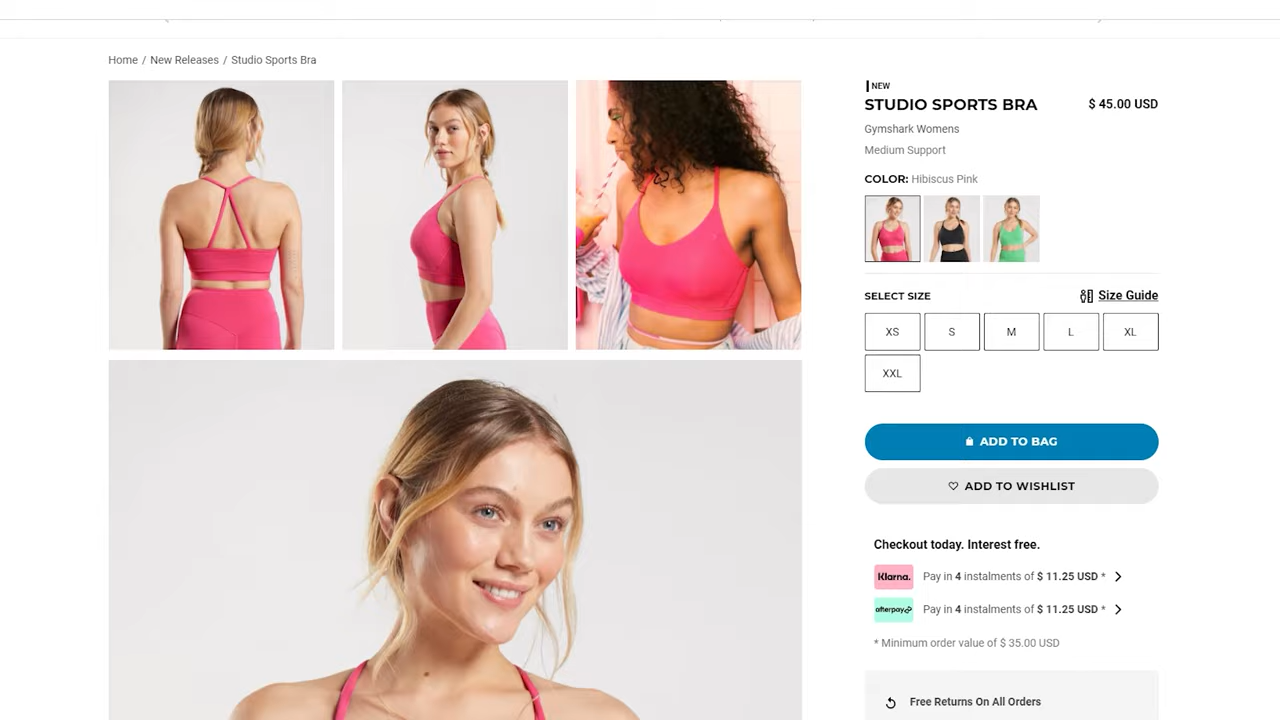 Home / New Releases / Studio Sports Bra
NEW
STUDIO SPORTS BRA
$ 45.00 USD
Gymshark Womens
Medium Support
COLOR: Hibiscus Pink
SELECT SIZE
Size Guide
XS
S
M
L
XL
XXL
ADD TO BAG
ADD TO WISHLIST
Checkout today. Interest free.
Klarna.
Pay in 4 instalments of $ 11.25 USD *
afterpay
Pay in 4 instalments of $ 11.25 USD *
* Minimum order value of $ 35.00 USD
Free Returns On All Orders